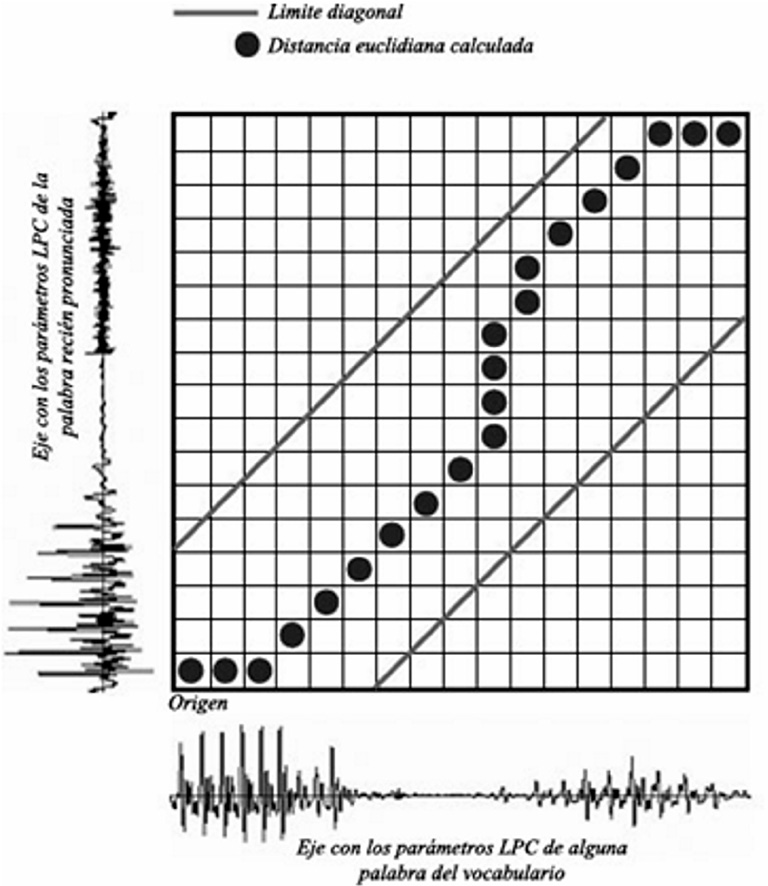 Limite diagonal
Distancia euclidiana calculada
Eje con los parámetros LPC de la
palabra recién pronunciada
Origen
Eje con los parámetros LPC de alguna
palabra del vocabulario